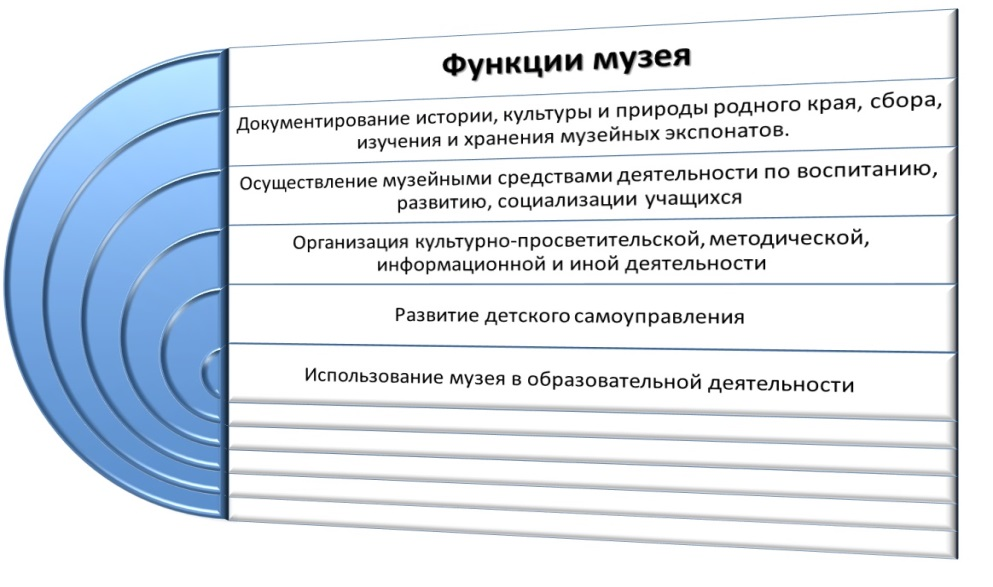 Функции музея
Документирование истории, культуры и природы родного края, сбора,
изучения и хранения музейных экспонатов.
Осуществление музейными средствами деятельности по воспитанию,
развитию, социализации учащихся
Организация культурно-просветительской, методической,
информационной и иной деятельности
Развитие детского самоуправления
Использование музея в образовательной деятельности